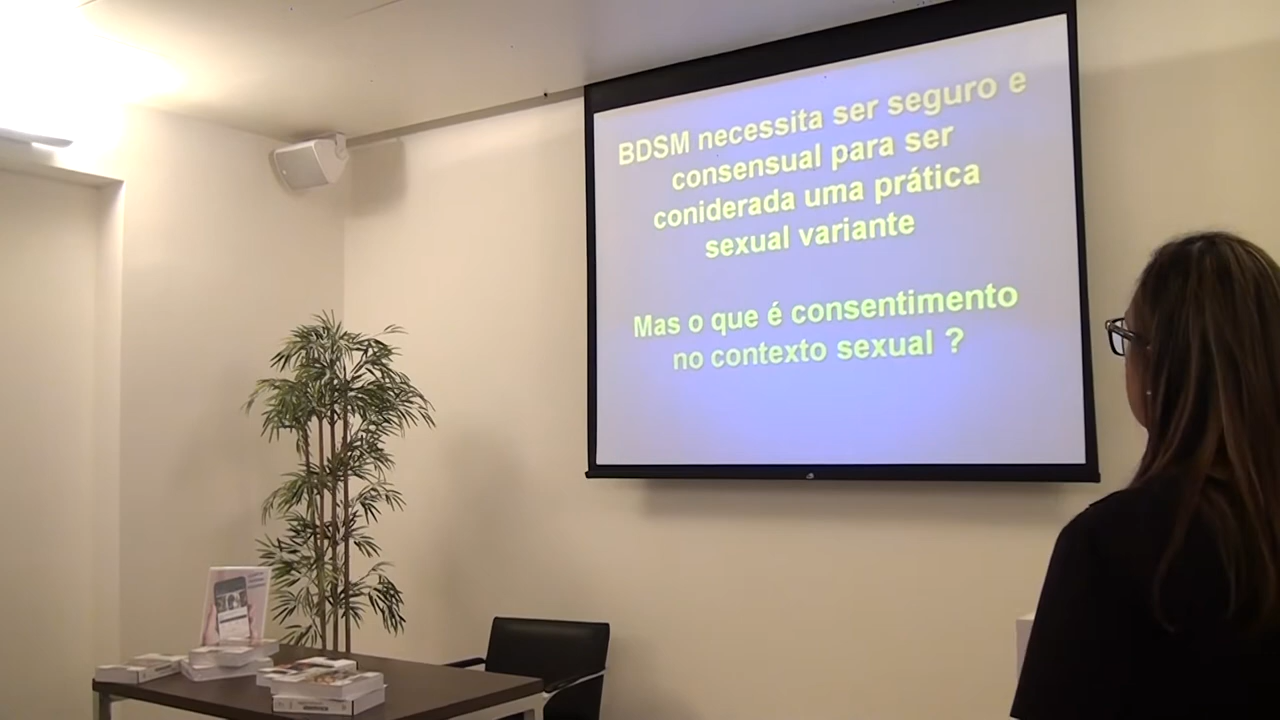 BDSM necessita ser seguro e
consensual para ser
coniderada uma prática
sexual variante
Mas o que é consentimento
no contexto sexual ?